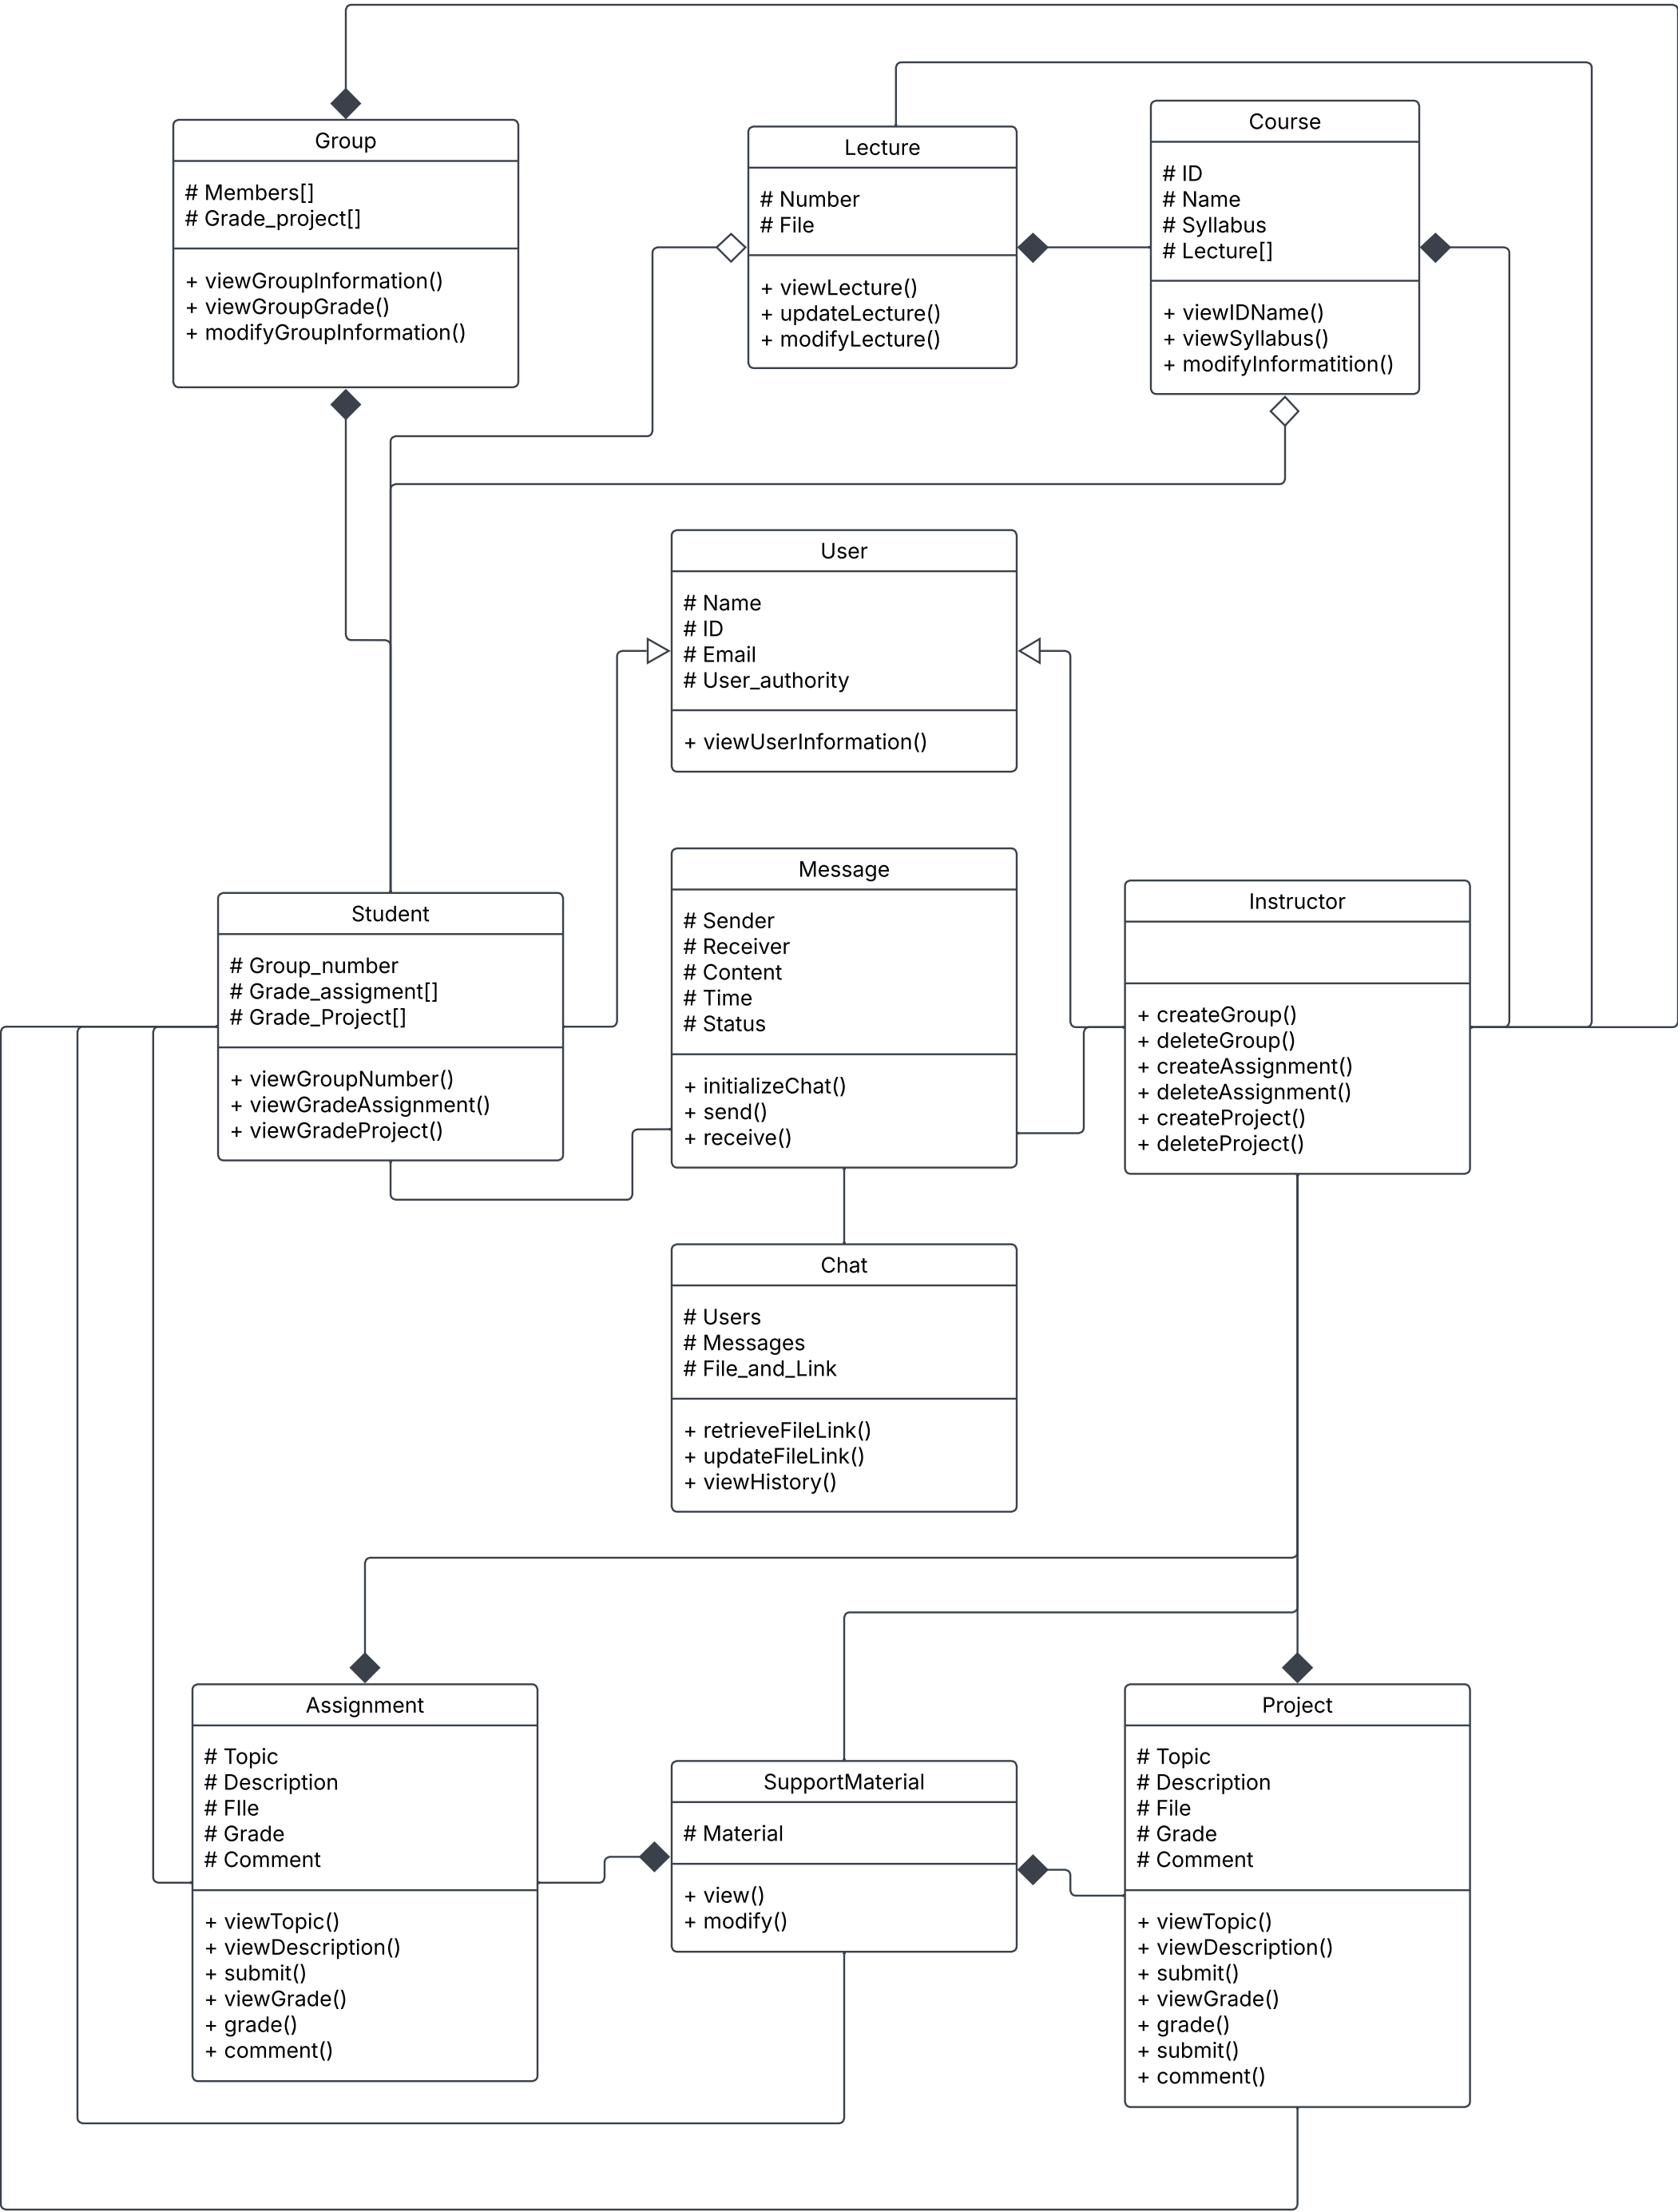 Group
# Members[]
# Grade_project[]
+ viewGroupInformation()
+ viewGroupGrade()
+ modifyGroupInformation()
Lecture
# Number
# File
+ viewLecture()
+ updateLecture()
+ modifyLecture()
Course
# ID
# Name
# Syllabus
# Lecture[]
+ viewIDName()
+ viewSyllabus()
+ modifyInformatition()
User
# Name
# ID
# Email
# User_authority
+ viewUserInformation()
Student
# Group_number
# Grade_assigment[]
# Grade_Project[]
+ viewGroupNumber()
+ viewGradeAssignment()
+ viewGradeProject()
Message
# Sender
# Receiver
# Content
# Time
# Status
+ initializeChat()
+ send()
+ receive()
Instructor
+ createGroup()
+ deleteGroup()
+ createAssignment()
+ deleteAssignment()
+ createProject()
+ deleteProject()
Chat
# Users
# Messages
# File_and_Link
+ retrieveFileLink()
+ updateFileLink()
+ viewHistory()
Assignment
# Topic
# Description
# FIle
# Grade
# Comment
+ viewTopic()
+ viewDescription()
+ submit()
+ viewGrade()
+ grade()
+ comment()
SupportMaterial
# Material
+ view()
+ modify()
Project
# Topic
# Description
# File
# Grade
# Comment
+ viewTopic()
+ viewDescription()
+ submit()
+ viewGrade()
+ grade()
+ submit()
+ comment()